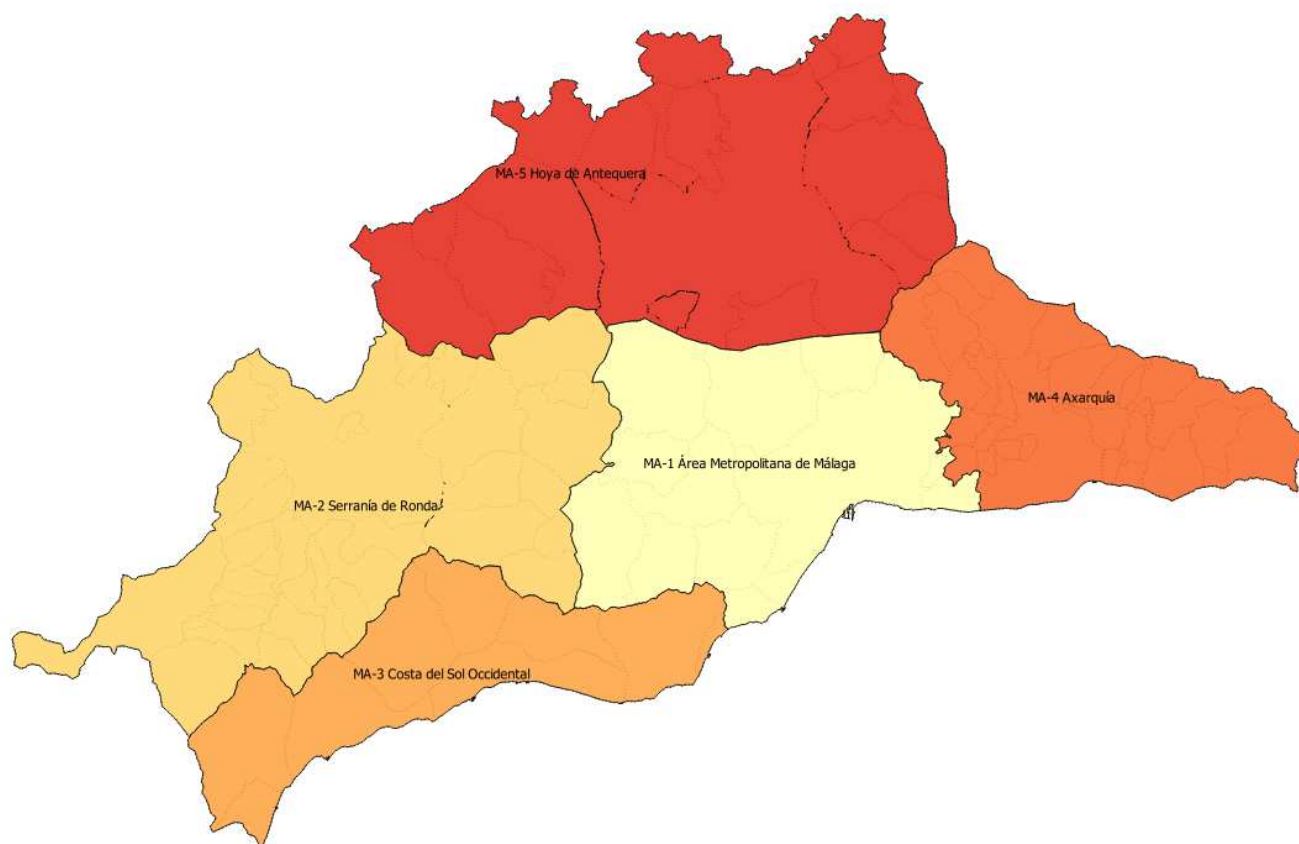 MA-5 Hoya de Antequera
MA-4 Axarquía
MA-1 Área Metropolitana de Málaga
MA-2 Serranía de Ronda
MA-3 Costa del Sol Occidental